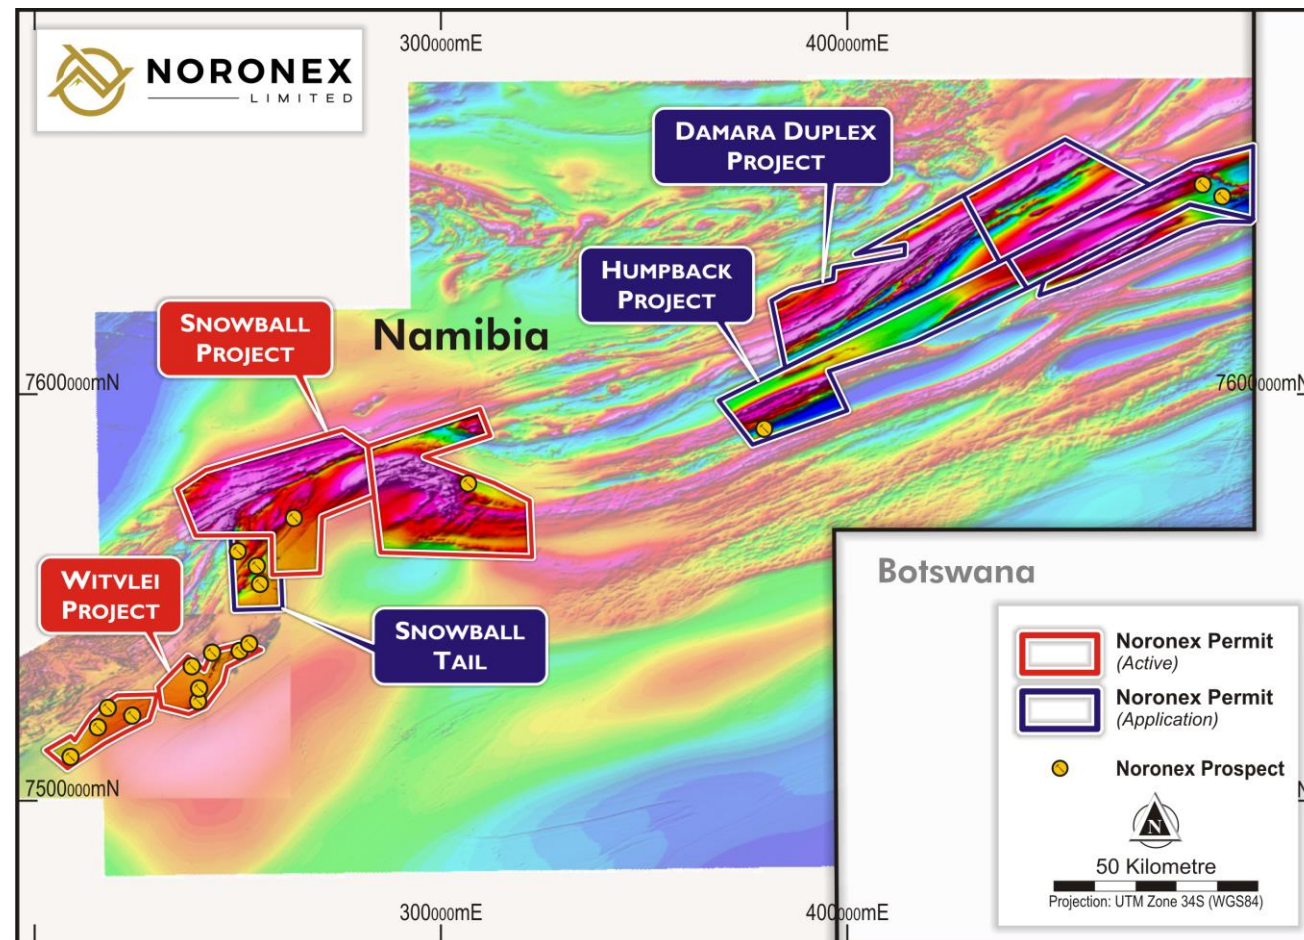 NORONEX
LIMITED
300000mE
400000mE
DAMARA DUPLEX
PROJECT
HUMPBACK
PROJECT
SNOWBALL
PROJECT
Namibia
7600000mN
7600000mN
WITVLEI
PROJECT
SNOWBALL
TAIL
Botswana
7500000mN
N
Noronex Permit
(Active)
Noronex Permit
(Application)
Noronex Prospect
N
50 Kilometre
Projection: UTM Zone 34S (WGS84)
300000mE
400000mE